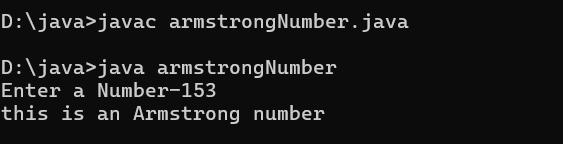 D:\java>javac armstrongNumber.java
D:\java>java armstrongNumber
Enter a Number-153
this is an Armstrong number